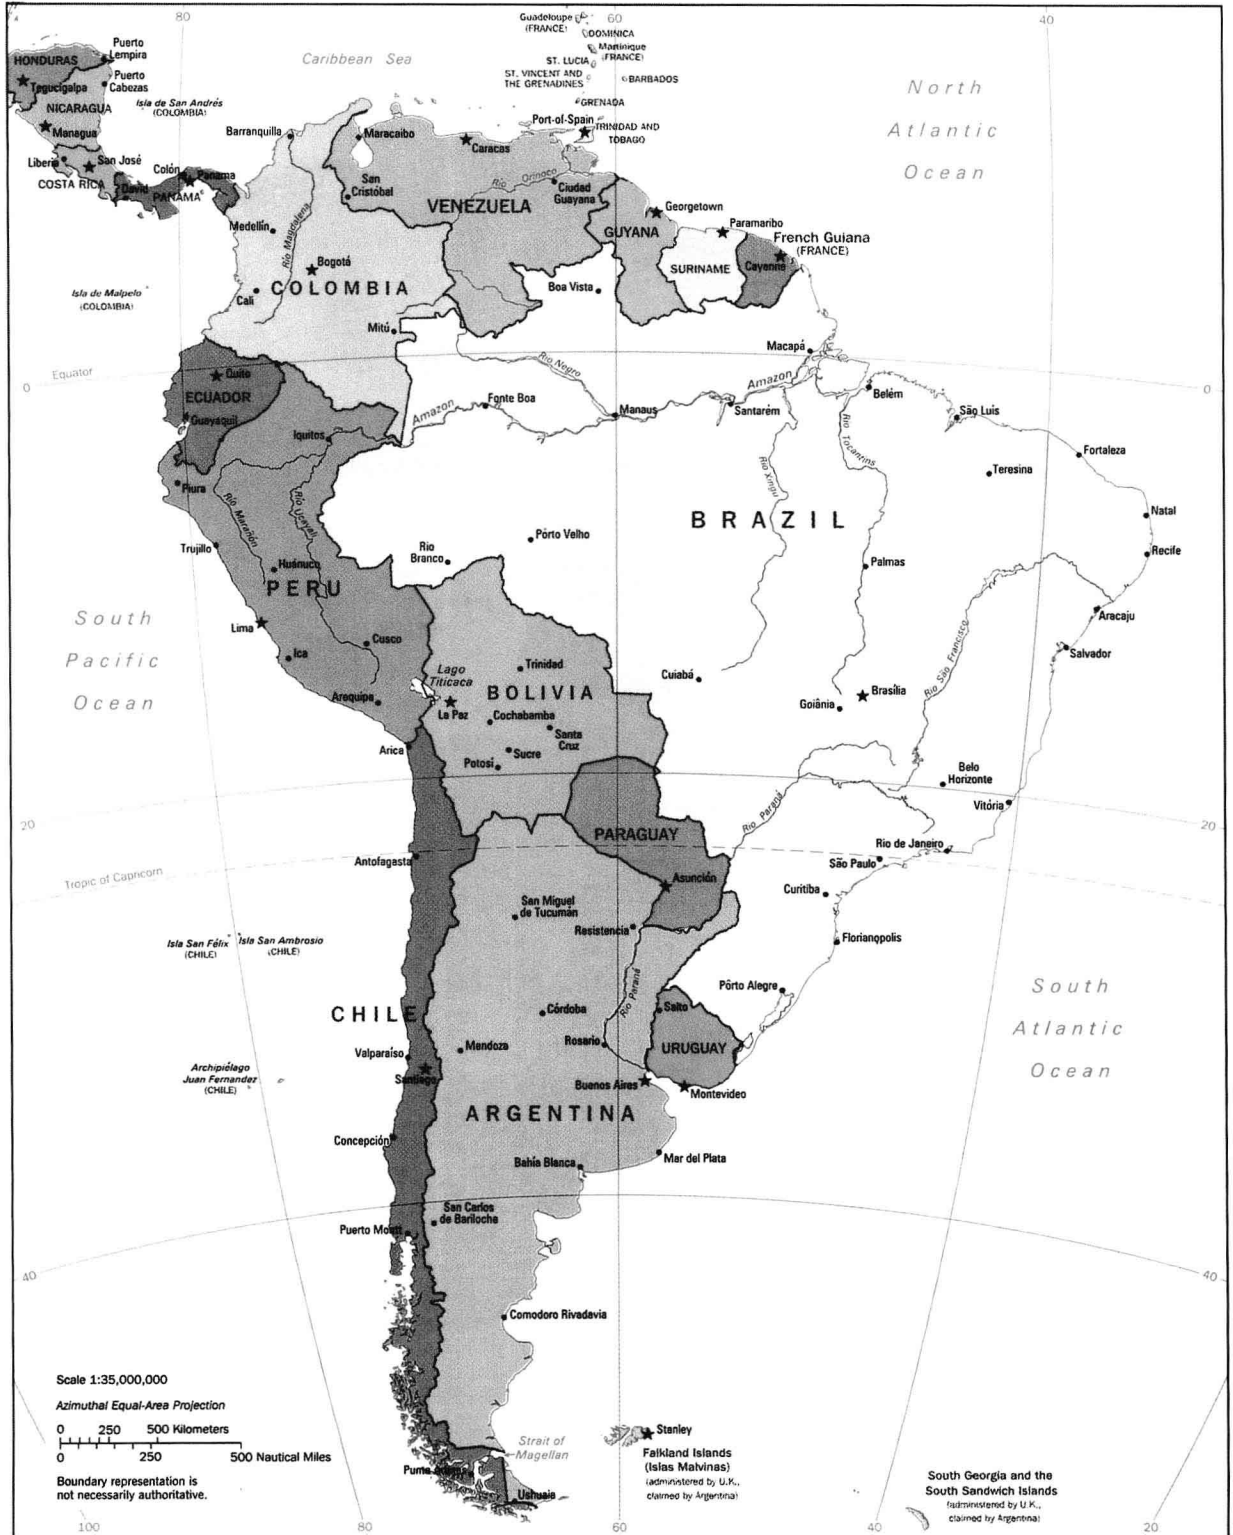 80
60
40
Guadeloupe
(FRANCE)
DOMINICA
Martinique
(FRANCE)
ST. LUCIA
ST. VINCENT AND
THE GRENADINES
BARBADOS
GRENADA
Port-of-Spain
TRINIDAD AND
TOBAGO
Caribbean Sea
North
Atlantic
Ocean
HONDURAS
Puerto
Lempira
Tegucigalpa
Puerto
Cabezas
NICARAGUA
Managua
Isla de San Andrés
(COLOMBIA)
Liberia
San José
COSTA RICA
David
Colón
Panama
PANAMA
Barranquilla
Maracaibo
Caracas
San
Cristóbal
Río Orinoco
Ciudad
Guayana
VENEZUELA
Georgetown
GUYANA
Paramaribo
SURINAME
French Guiana
(FRANCE)
Cayenne
Medellín
Río Magdalena
Bogotá
COLOMBIA
Cali
Mitú
Isla de Malpelo
(COLOMBIA)
Boa Vista
Macapá
Equator
0
0
Quito
ECUADOR
Guayaquil
Rio Negro
Amazon
Amazon
Fonte Boa
Manaus
Santarém
Belém
São Luis
Fortaleza
Teresina
Natal
Recife
Iquitos
Piura
Río Marañón
Río Ucayali
Rio Xingu
Rio Tocantins
BRAZIL
Trujillo
Huánuco
PERU
Rio
Branco
Pôrto Velho
Palmas
Aracaju
Salvador
Rio São Francisco
South
Pacific
Ocean
Lima
Ica
Cusco
Arequipa
Lago
Titicaca
La Paz
Trinidad
BOLIVIA
Cochabamba
Santa
Cruz
Sucre
Potosí
Cuiabá
Goiânia
Brasília
Arica
Belo
Horizonte
Vitória
Rio Paraná
20
20
PARAGUAY
Rio de Janeiro
São Paulo
Antofagasta
Tropic of Capricorn
Asunción
Curitiba
San Miguel
de Tucumán
Resistencia
Florianopolis
Isla San Félix
(CHILE)
Isla San Ambrosio
(CHILE)
Río Paraná
Pôrto Alegre
South
Atlantic
Ocean
CHILE
Córdoba
Salto
Valparaíso
Mendoza
Rosario
URUGUAY
Santiago
Buenos Aires
Montevideo
Archipiélago
Juan Fernandez
(CHILE)
ARGENTINA
Concepción
Bahía Blanca
Mar del Plata
San Carlos
de Bariloche
Puerto Montt
40
40
Comodoro Rivadavia
Scale 1:35,000,000
Azimuthal Equal-Area Projection
0 250 500 Kilometers
0 250 500 Nautical Miles
Boundary representation is
not necessarily authoritative.
Strait of
Magellan
Punta Arenas
Ushuaia
Stanley
Falkland Islands
(Islas Malvinas)
(administered by U.K.,
claimed by Argentina)
South Georgia and the
South Sandwich Islands
(administered by U.K.,
claimed by Argentina)
100
80
60
40
20